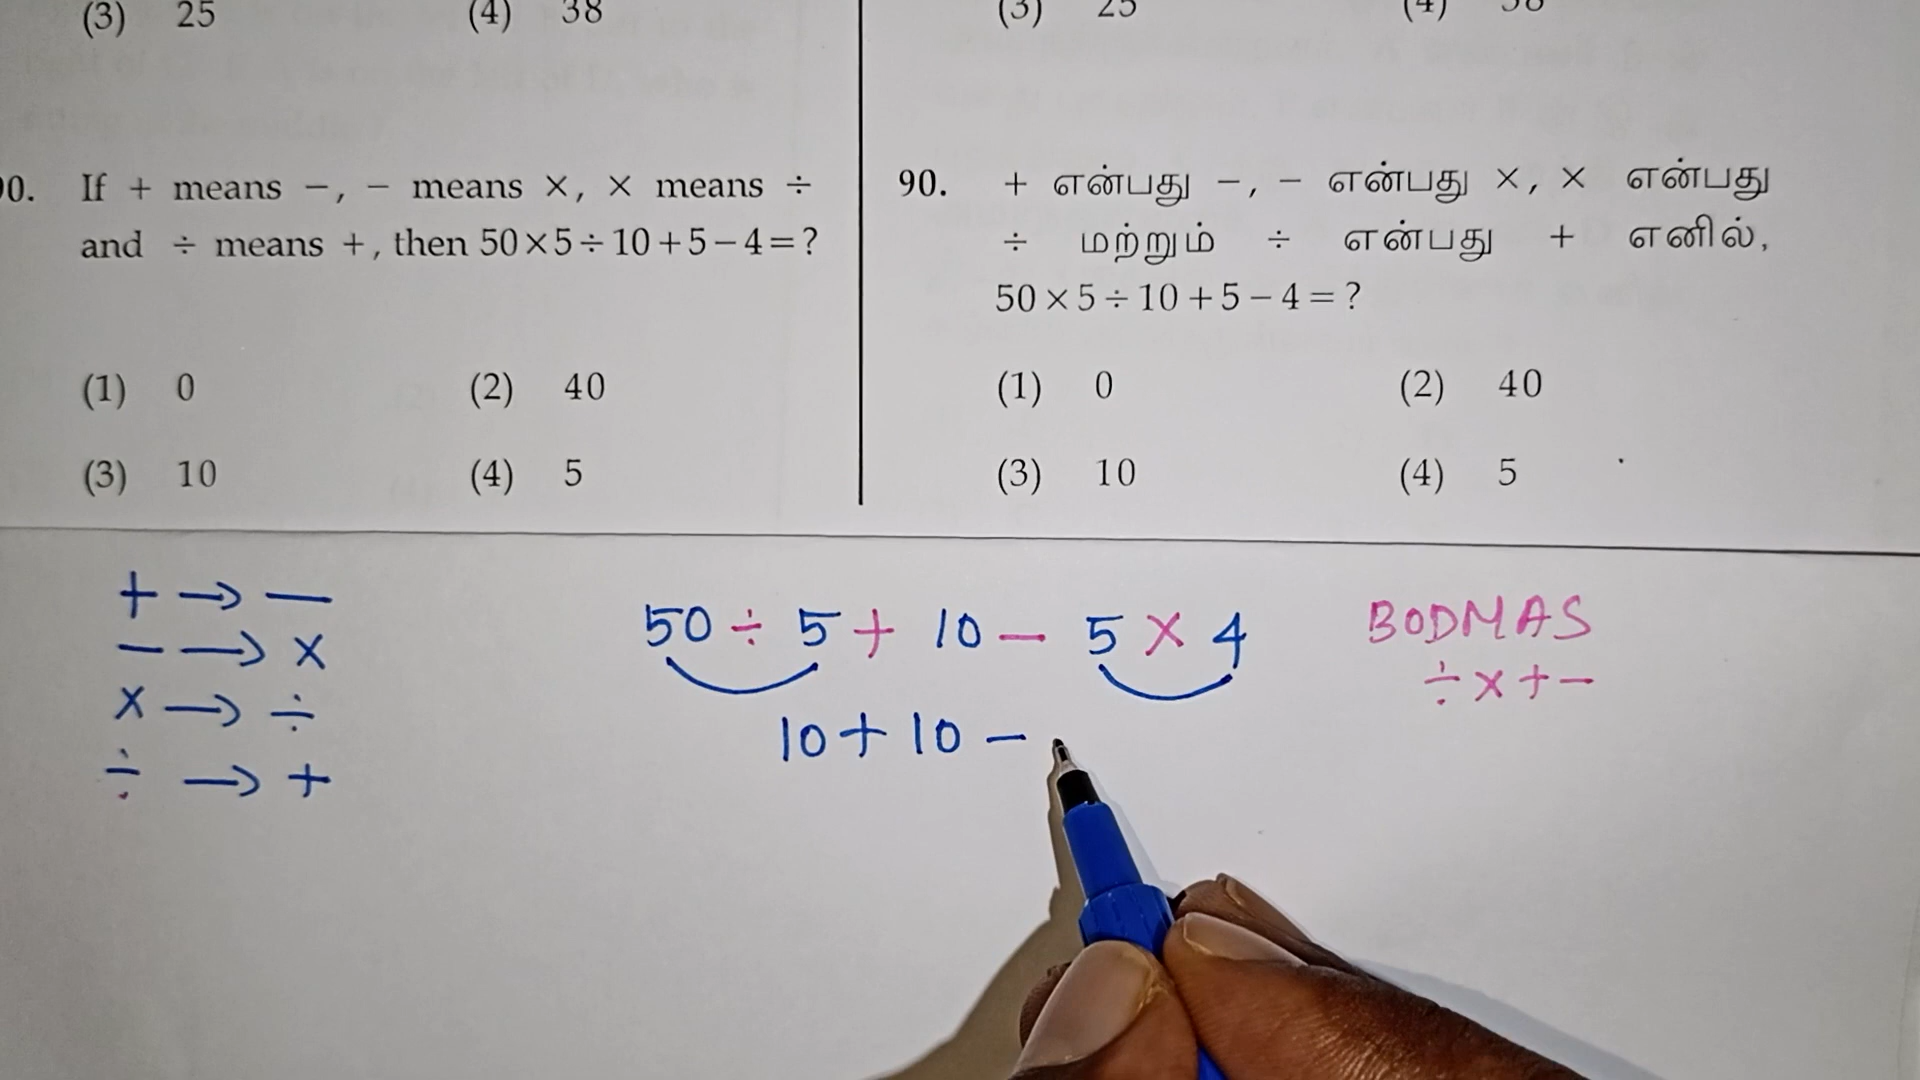 (3) 25 (4) 38
90. If + means −, − means ×, × means ÷
and ÷ means +, then 50×5÷10+5−4=?
(1) 0 (2) 40
(3) 10 (4) 5
(3) 25 (4) 38
90. + என்பது −, − என்பது ×, × என்பது
÷ மற்றும் ÷ என்பது + எனில்,
50×5÷10+5−4=?
(1) 0 (2) 40
(3) 10 (4) 5
+ → −
− → ×
× → ÷
÷ → +
50 ÷ 5 + 10 − 5 × 4
10 + 10 −
BODMAS
÷ × + −